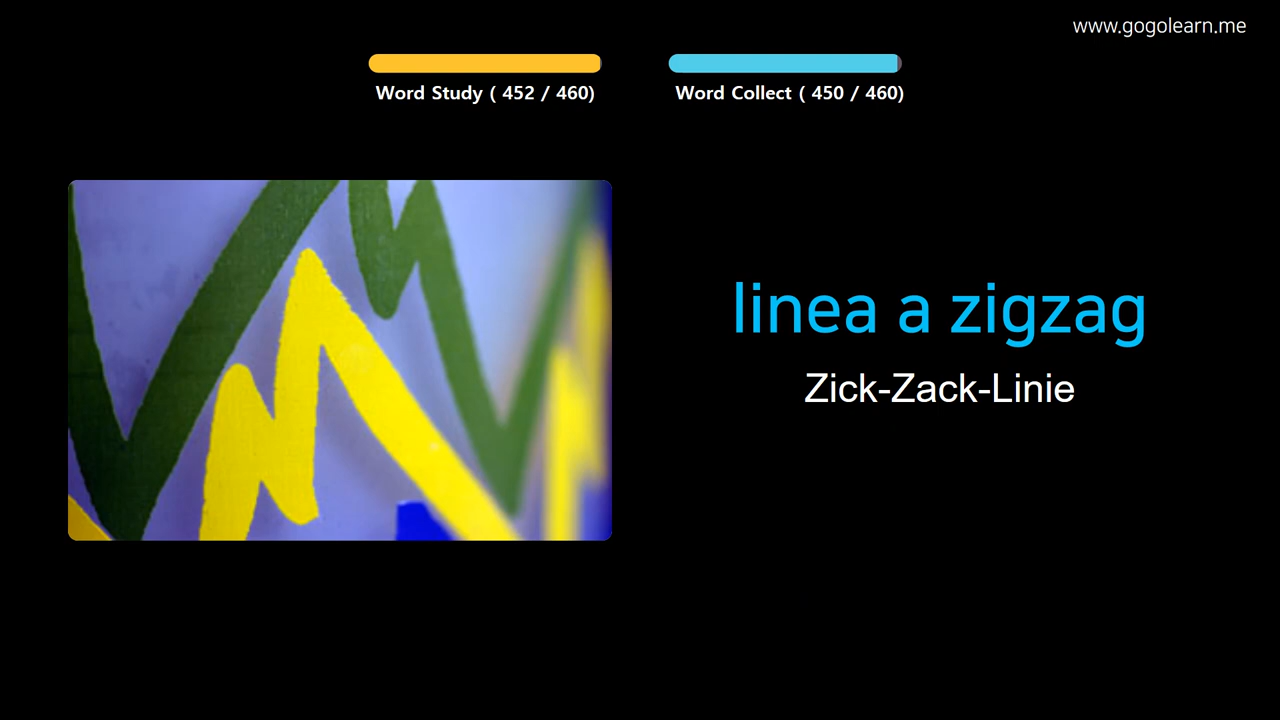 www.gogolearn.me
Word Study ( 452 / 460)
Word Collect ( 450 / 460)
linea a zigzag
Zick-Zack-Linie